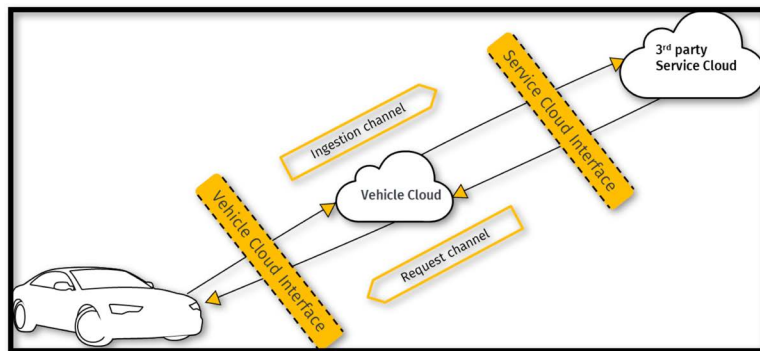 3rd party
Service Cloud
Service Cloud Interface
Ingestion channel
Vehicle Cloud
Vehicle Cloud Interface
Request channel